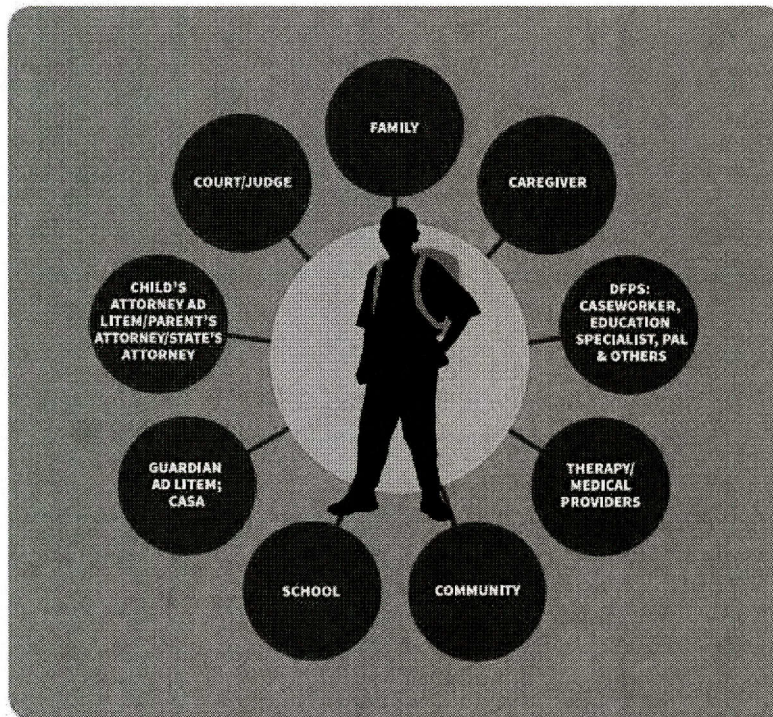 FAMILY
CAREGIVER
DFPS:
CASEWORKER,
EDUCATION
SPECIALIST, PAL
& OTHERS
THERAPY/
MEDICAL
PROVIDERS
COMMUNITY
SCHOOL
GUARDIAN
AD LITEM;
CASA
CHILD'S
ATTORNEY AD
LITEM/PARENT'S
ATTORNEY/STATE'S
ATTORNEY
COURT/JUDGE